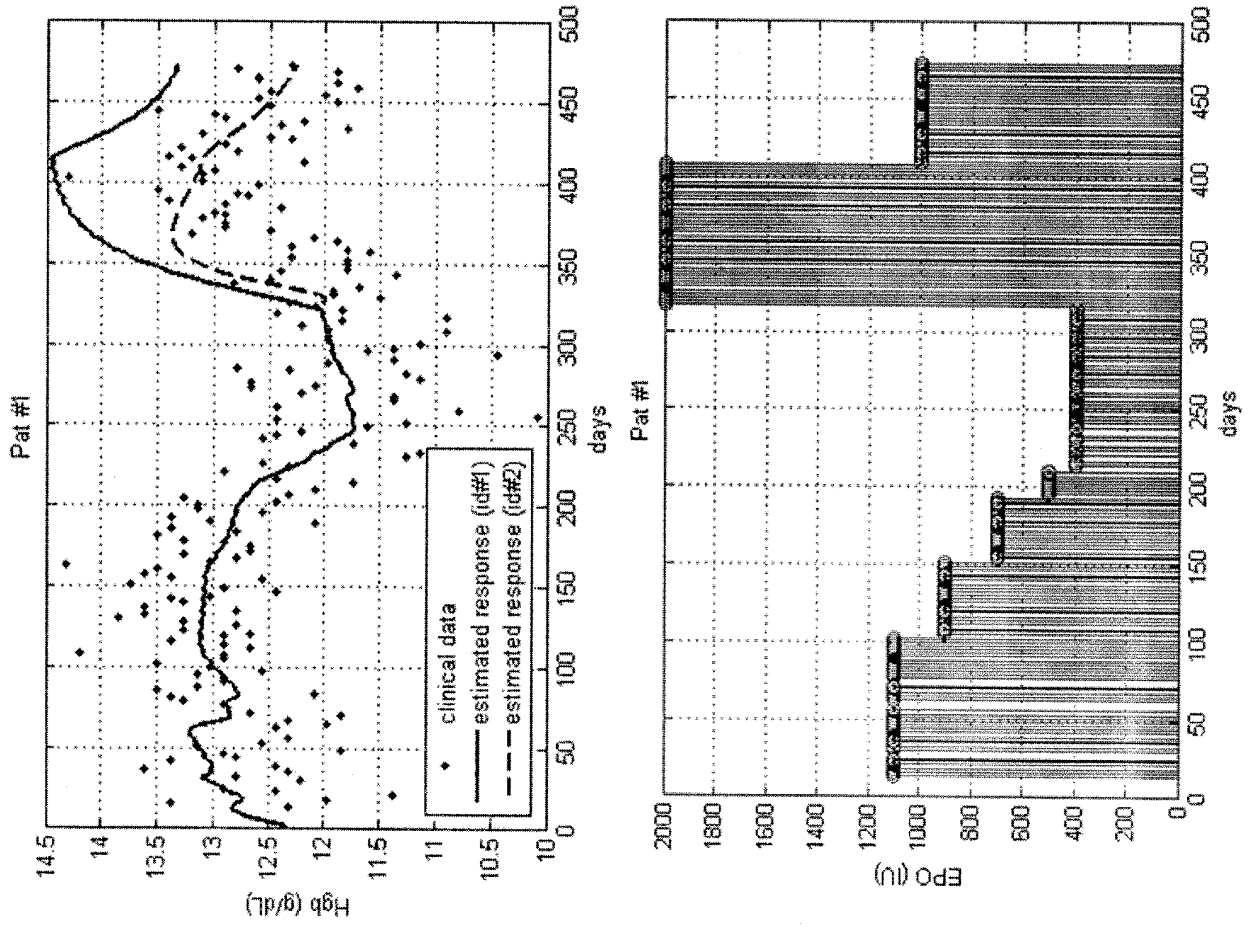 Pat #1
Hgb (g/dL)
14.5
14
13.5
13
12.5
12
11.5
11
10.5
10
clinical data
estimated response (id#1)
estimated response (id#2)
0 50 100 150 200 250 300 350 400 450 500
days
Pat #1
EPO (IU)
2000
1800
1600
1400
1200
1000
800
600
400
200
0
0 50 100 150 200 250 300 350 400 450 500
days